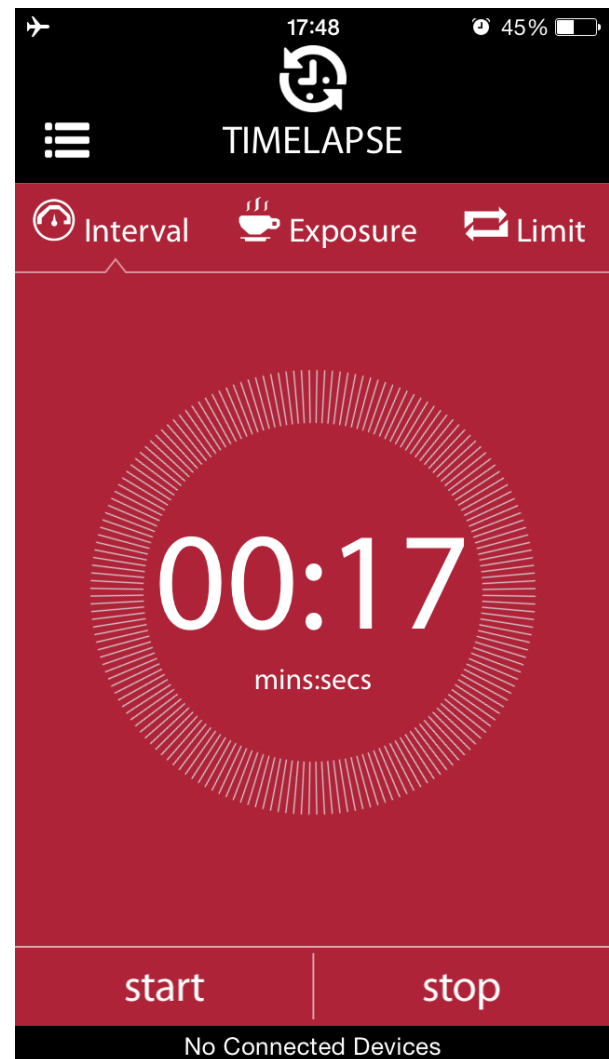 17:48 45%
TIMELAPSE
Interval Exposure Limit
00:17
mins:secs
start stop
No Connected Devices